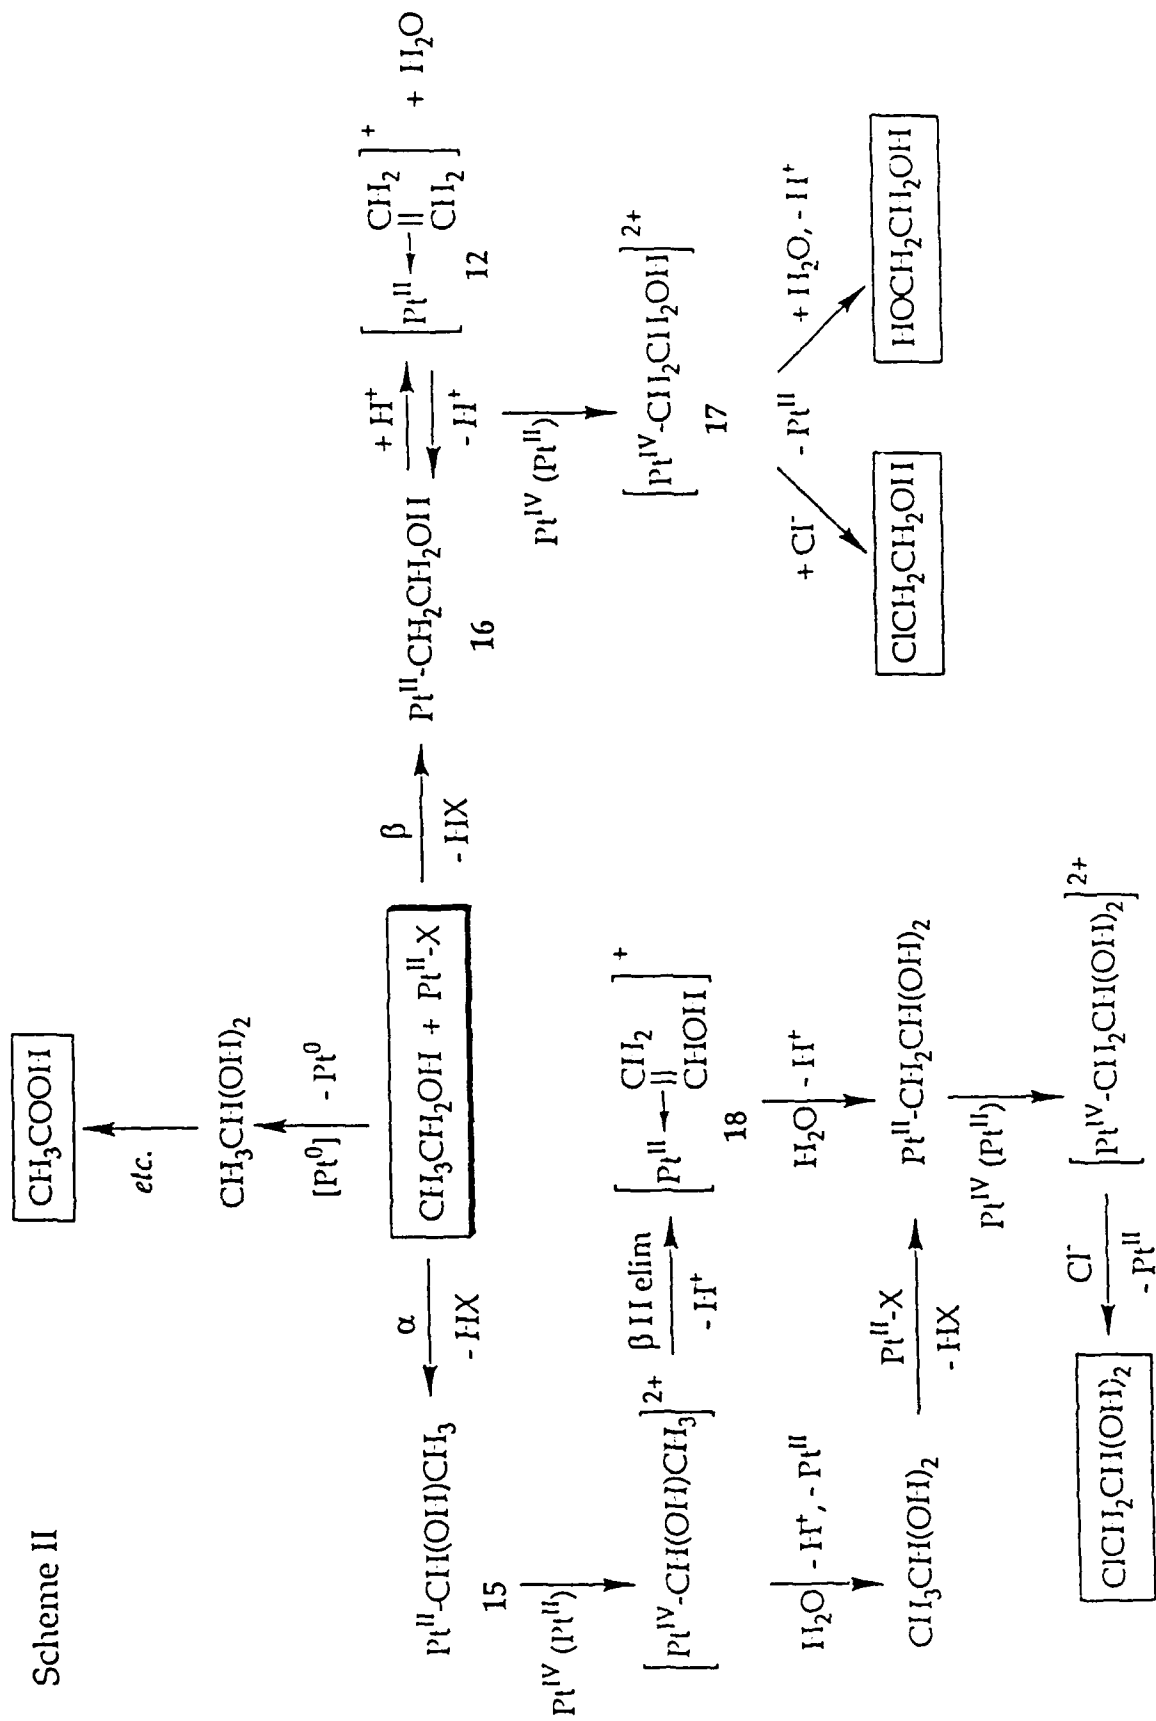 Scheme II
CH₃COOH
etc.
CH₃CH(OH)₂
[Pt⁰] - Pt⁰
CH₃CH₂OH + Ptᴵᴵ-X
α
- HX
Ptᴵᴵ-CH(OH)CH₃
15
Ptᴵⱽ (Ptᴵᴵ)
[Ptᴵⱽ-CH(OH)CH₃]²⁺
β H elim
- H⁺
[Ptᴵᴵ ← CH₂ = CHOH]⁺
18
H₂O - H⁺, - Ptᴵᴵ
CH₃CH(OH)₂
Ptᴵᴵ-X
- HX
H₂O - H⁺
Ptᴵᴵ-CH₂CH(OH)₂
Ptᴵⱽ (Ptᴵᴵ)
[Ptᴵⱽ-CH₂CH(OH)₂]²⁺
Cl⁻
- Ptᴵᴵ
ClCH₂CH(OH)₂
β
- HX
Ptᴵᴵ-CH₂CH₂OH
16
+ H⁺
- H⁺
[Ptᴵᴵ ← CH₂ = CH₂]⁺ + H₂O
12
Ptᴵⱽ (Ptᴵᴵ)
[Ptᴵⱽ-CH₂CH₂OH]²⁺
17
+ Cl⁻ - Ptᴵᴵ + H₂O, - H⁺
ClCH₂CH₂OH
HOCH₂CH₂OH